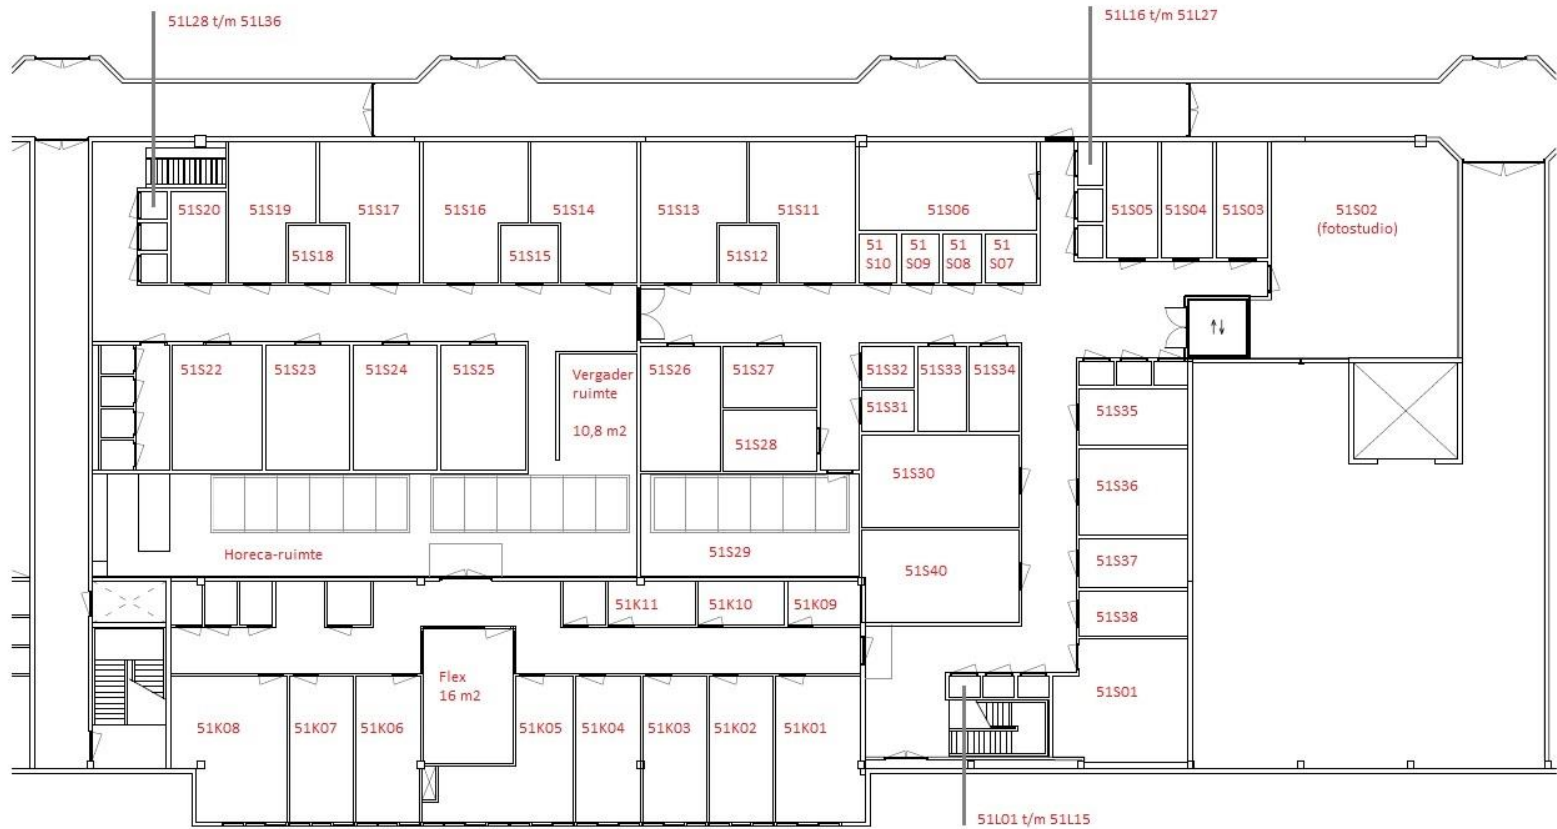 51L28 t/m 51L36
51L16 t/m 51L27
51S20
51S19
51S17
51S16
51S14
51S13
51S11
51S06
51S05
51S04
51S03
51S02
(fotostudio)
51S18
51S15
51S12
51
S10
51
S09
51
S08
51
S07
51S22
51S23
51S24
51S25
Vergader
ruimte
10,8 m2
51S26
51S27
51S28
51S32
51S33
51S34
51S31
51S35
51S30
51S36
Horeca-ruimte
51S29
51S37
51S40
51S38
51K11
51K10
51K09
Flex
16 m2
51S01
51K08
51K07
51K06
51K05
51K04
51K03
51K02
51K01
51L01 t/m 51L15